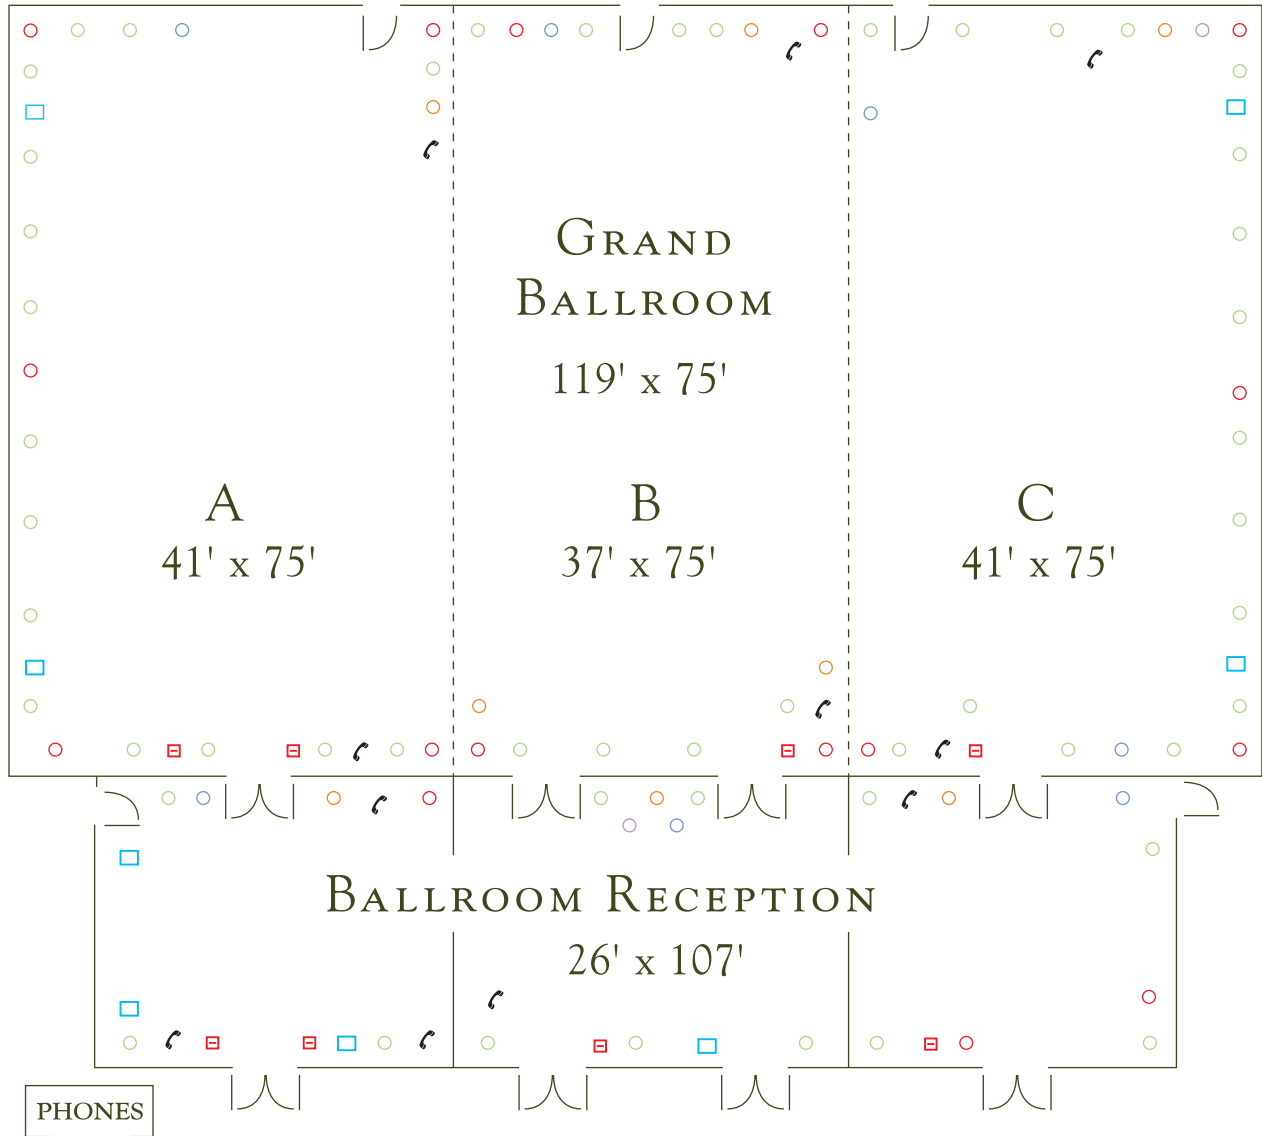 GRAND
BALLROOM
119' x 75'
A
41' x 75'
B
37' x 75'
C
41' x 75'
BALLROOM RECEPTION
26' x 107'
PHONES